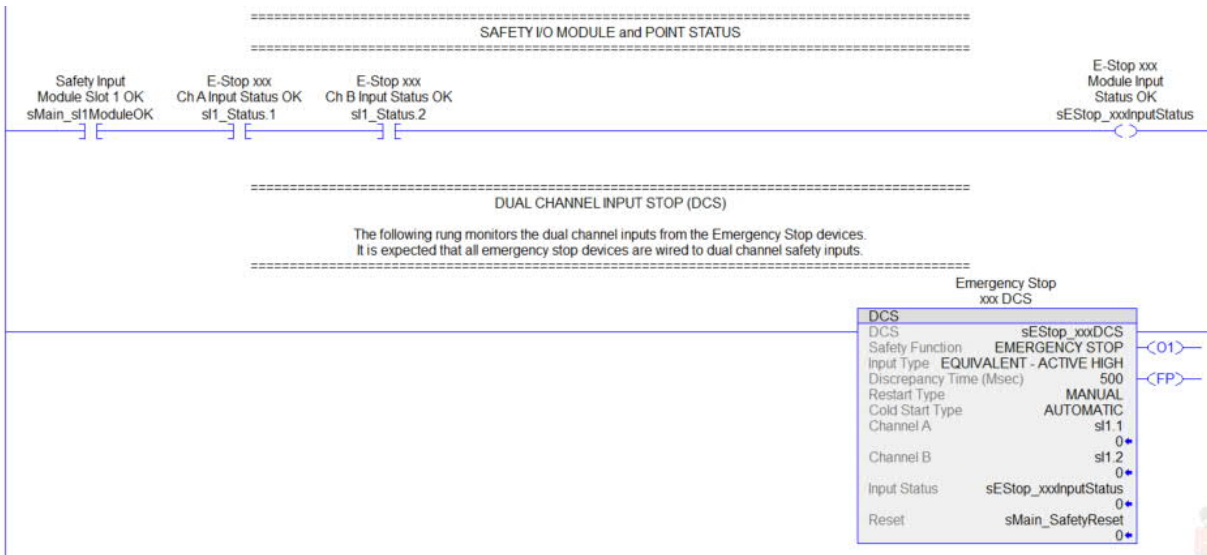 ================================================================================
SAFETY I/O MODULE and POINT STATUS
================================================================================
Safety Input
Module Slot 1 OK
sMain_sI1ModuleOK
E-Stop xxx
Ch A Input Status OK
sI1_Status.1
E-Stop xxx
Ch B Input Status OK
sI1_Status.2
E-Stop xxx
Module Input
Status OK
sEStop_xxxInputStatus
================================================================================
DUAL CHANNEL INPUT STOP (DCS)
The following rung monitors the dual channel inputs from the Emergency Stop devices.
It is expected that all emergency stop devices are wired to dual channel safety inputs.
================================================================================
Emergency Stop
xxx DCS
DCS
DCS sEStop_xxxDCS
Safety Function EMERGENCY STOP
O1
Input Type EQUIVALENT - ACTIVE HIGH
Discrepancy Time (Msec) 500
FP
Restart Type MANUAL
Cold Start Type AUTOMATIC
Channel A sI1.1
0
Channel B sI1.2
0
Input Status sEStop_xxxInputStatus
0
Reset sMain_SafetyReset
0